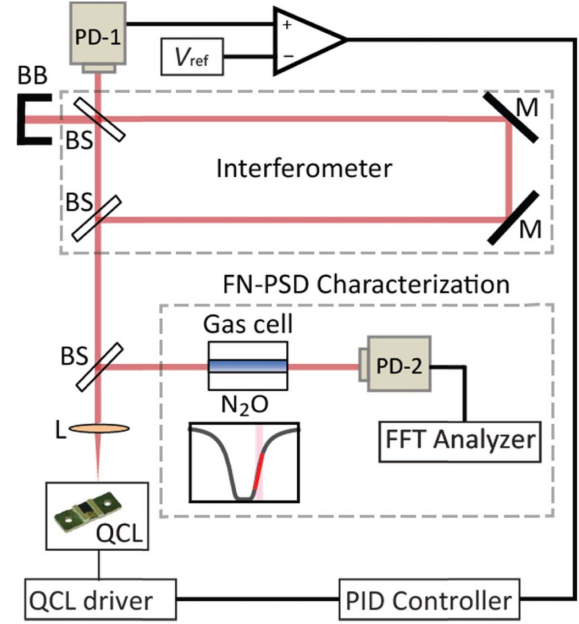 PD-1
+
Vref
−
BB
BS
M
Interferometer
BS
M
FN-PSD Characterization
Gas cell
BS
PD-2
N2O
L
FFT Analyzer
QCL
QCL driver
PID Controller